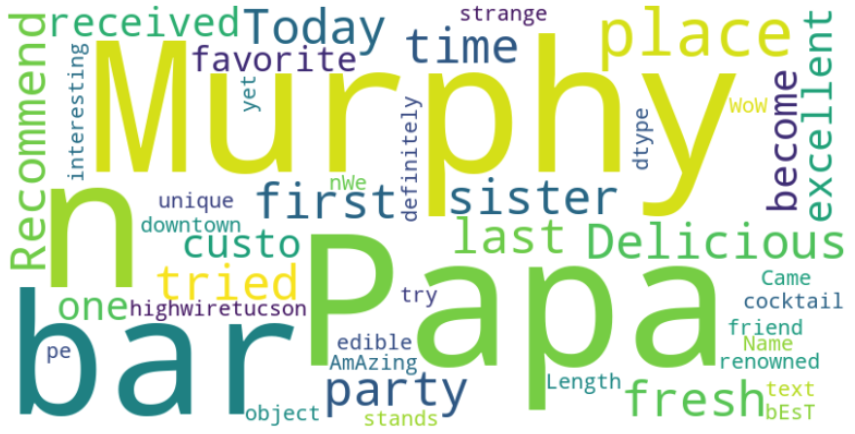 strange
received
Today
time
place
Recommend
favorite
Murphy
interesting
yet
definitely
dtype
WoW
become
excellent
nWe
n
unique
first
sister
downtown
custo
last
Delicious
tried
Papa
one
highwiretucson
try
Came
cocktail
bar
pe
edible
friend
AmAzing
Name
renowned
party
Length
fresh
text
object
stands
bEsT